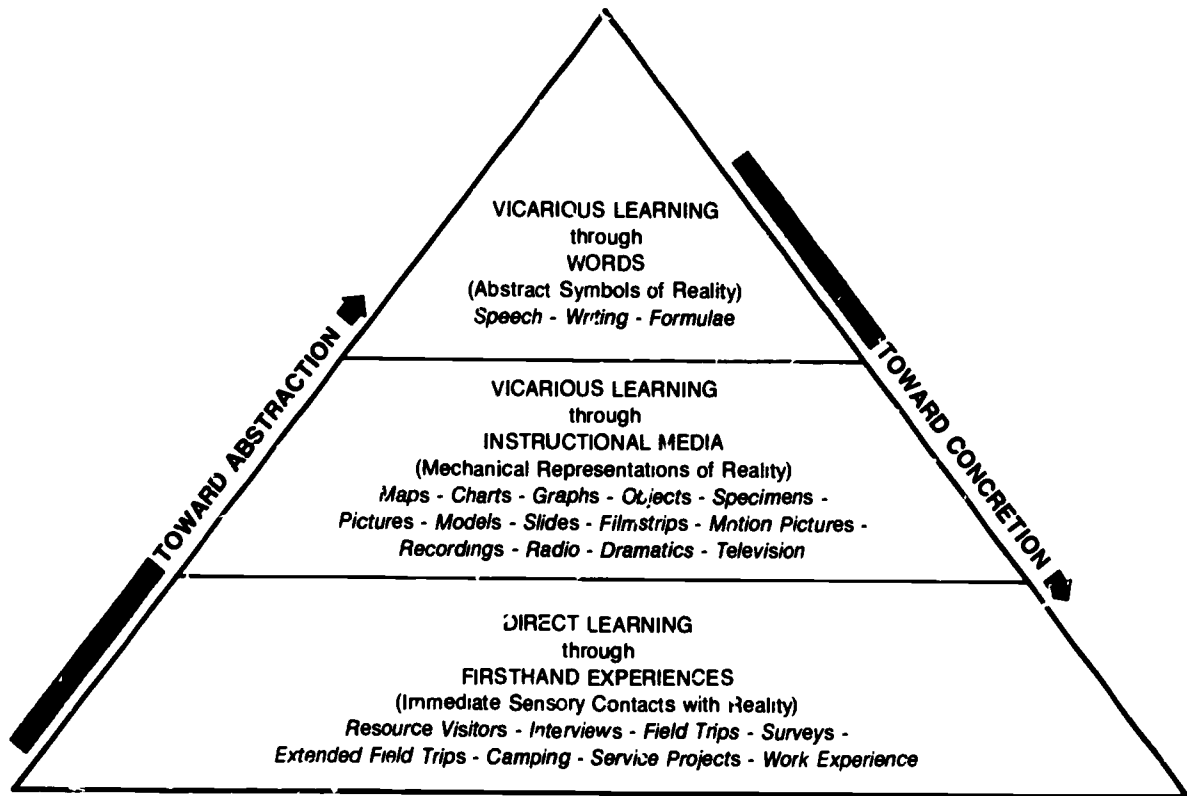 VICARIOUS LEARNING
through
WORDS
(Abstract Symbols of Reality)
Speech - Writing - Formulae
TOWARD ABSTRACTION
TOWARD CONCRETION
VICARIOUS LEARNING
through
INSTRUCTIONAL MEDIA
(Mechanical Representations of Reality)
Maps - Charts - Graphs - Objects - Specimens -
Pictures - Models - Slides - Filmstrips - Motion Pictures -
Recordings - Radio - Dramatics - Television
DIRECT LEARNING
through
FIRSTHAND EXPERIENCES
(Immediate Sensory Contacts with Reality)
Resource Visitors - Interviews - Field Trips - Surveys -
Extended Field Trips - Camping - Service Projects - Work Experience